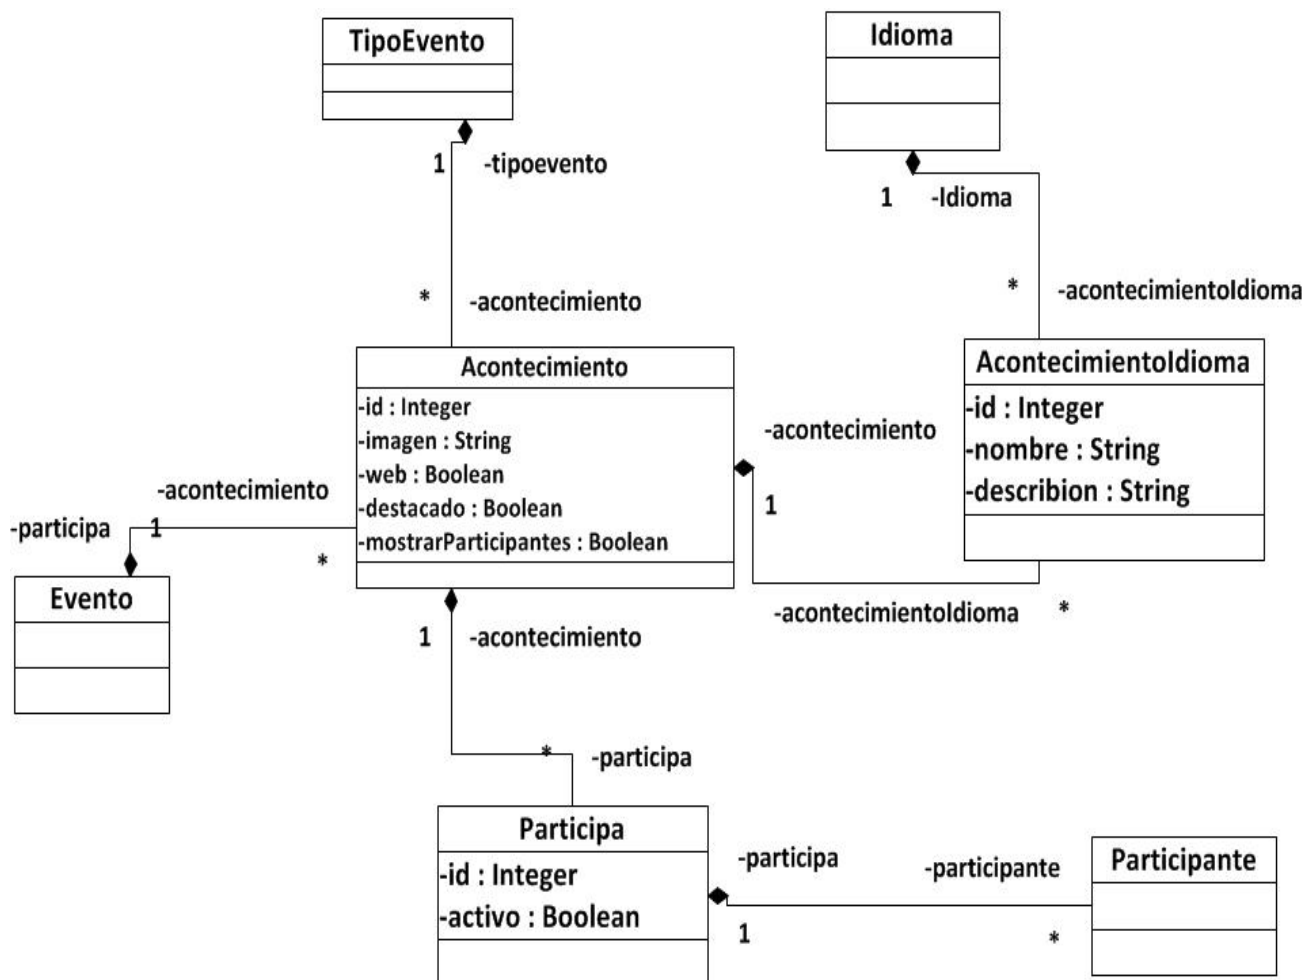 TipoEvento
Idioma
1
-tipoevento
1
-Idioma
*
-acontecimiento
*
-acontecimientoIdioma
Acontecimiento
-id : Integer
-imagen : String
-web : Boolean
-destacado : Boolean
-mostrarParticipantes : Boolean
AcontecimientoIdioma
-id : Integer
-nombre : String
-describion : String
-acontecimiento
1
-acontecimientoIdioma
*
-acontecimiento
-participa
1
*
Evento
1
-acontecimiento
*
-participa
Participa
-id : Integer
-activo : Boolean
-participa
1
-participante
*
Participante